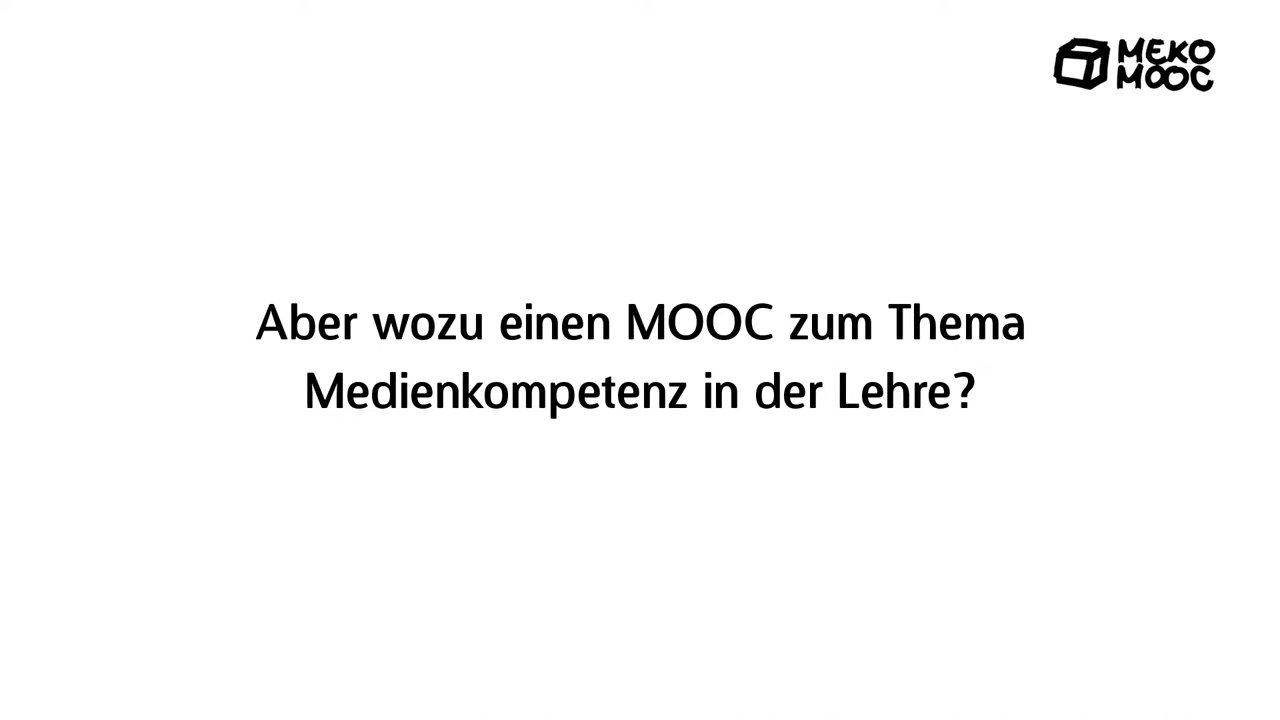 MEKO
MOOC
Aber wozu einen MOOC zum Thema
Medienkompetenz in der Lehre?